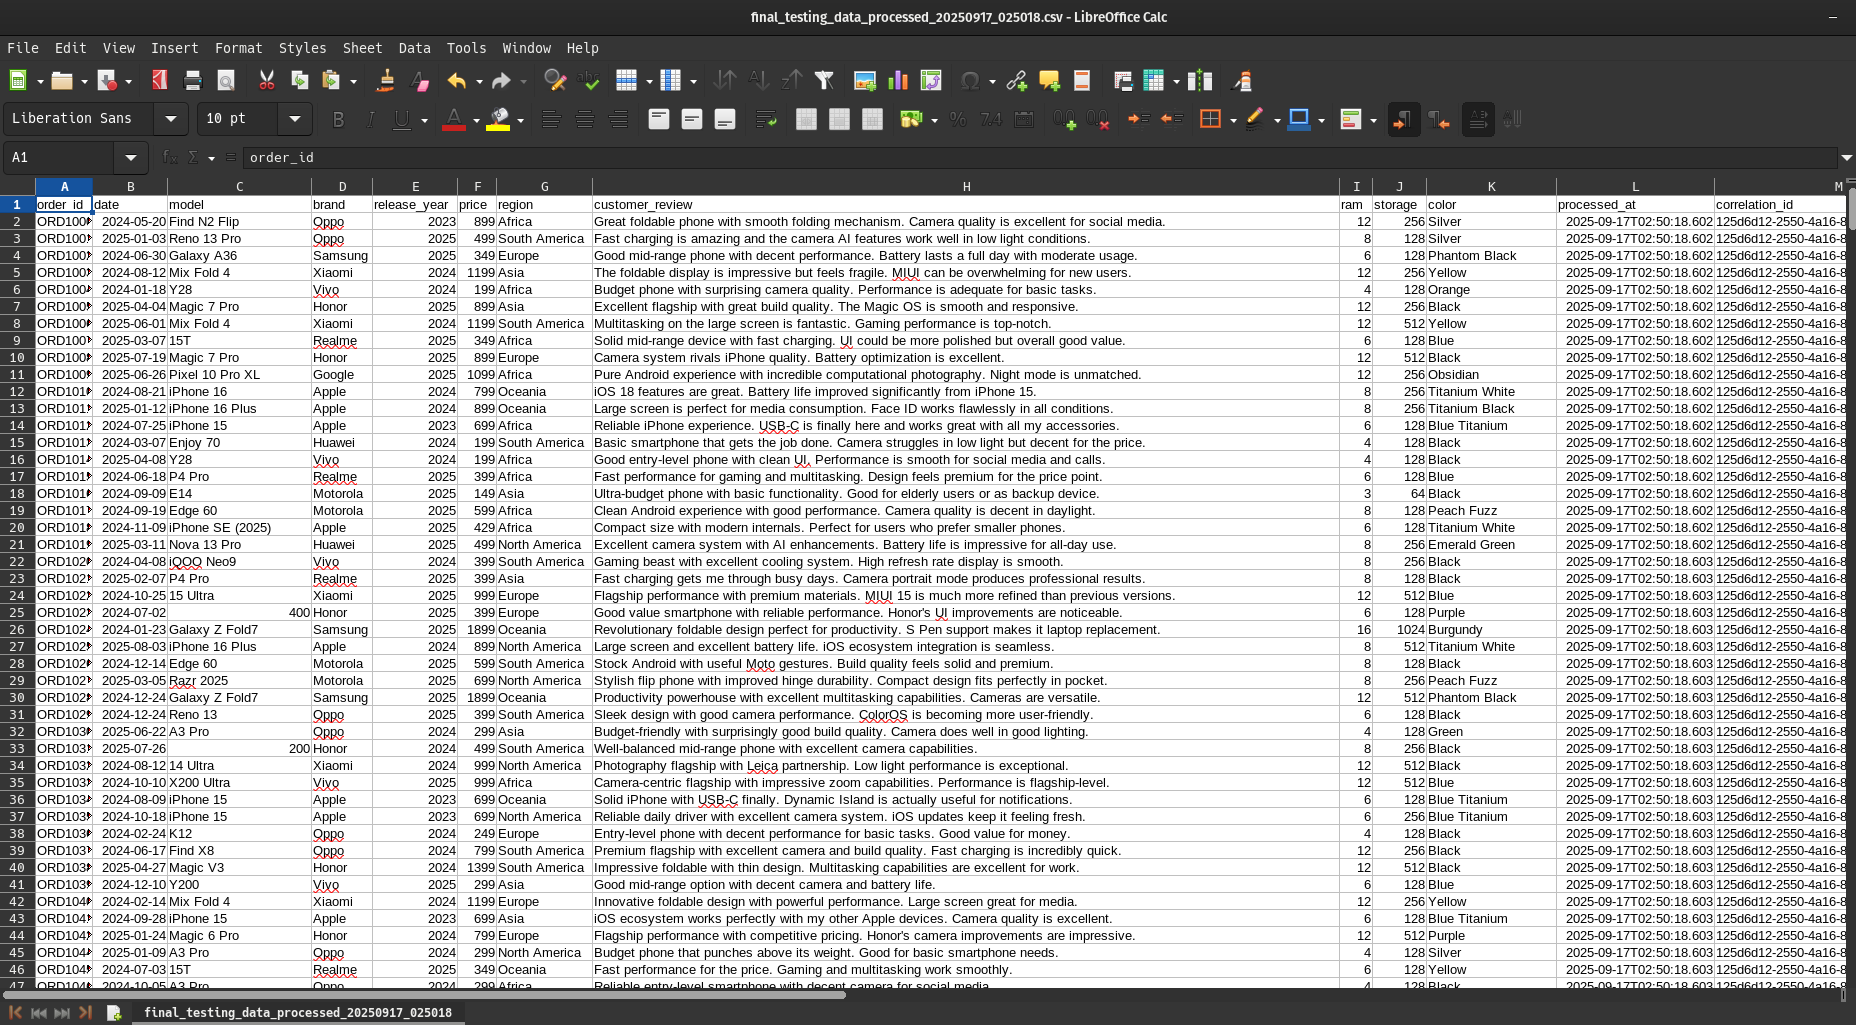 final_testing_data_processed_20250917_025018.csv - LibreOffice Calc
File Edit View Insert Format Styles Sheet Data Tools Window Help
Liberation Sans 10 pt
A1 order_id
A B C D E F G H I J K L M
1 order_id date model brand release_year price region customer_review ram storage color processed_at correlation_id
2 ORD100 2024-05-20 Find N2 Flip Oppo 2023 899 Africa Great foldable phone with smooth folding mechanism. Camera quality is excellent for social media. 12 256 Silver 2025-09-17T02:50:18.602 125d6d12-2550-4a16-8
3 ORD100 2025-01-03 Reno 13 Pro Oppo 2025 499 South America Fast charging is amazing and the camera AI features work well in low light conditions. 8 128 Silver 2025-09-17T02:50:18.602 125d6d12-2550-4a16-8
4 ORD100 2024-06-30 Galaxy A36 Samsung 2025 349 Europe Good mid-range phone with decent performance. Battery lasts a full day with moderate usage. 6 128 Phantom Black 2025-09-17T02:50:18.602 125d6d12-2550-4a16-8
5 ORD100 2024-08-12 Mix Fold 4 Xiaomi 2024 1199 Asia The foldable display is impressive but feels fragile. MIUI can be overwhelming for new users. 12 256 Yellow 2025-09-17T02:50:18.602 125d6d12-2550-4a16-8
6 ORD100 2024-01-18 Y28 Vivo 2024 199 Africa Budget phone with surprising camera quality. Performance is adequate for basic tasks. 4 128 Orange 2025-09-17T02:50:18.602 125d6d12-2550-4a16-8
7 ORD100 2025-04-04 Magic 7 Pro Honor 2025 899 Asia Excellent flagship with great build quality. The Magic OS is smooth and responsive. 12 256 Black 2025-09-17T02:50:18.602 125d6d12-2550-4a16-8
8 ORD100 2025-06-01 Mix Fold 4 Xiaomi 2024 1199 South America Multitasking on the large screen is fantastic. Gaming performance is top-notch. 12 512 Yellow 2025-09-17T02:50:18.602 125d6d12-2550-4a16-8
9 ORD100 2025-03-07 15T Realme 2025 349 Africa Solid mid-range device with fast charging. UI could be more polished but overall good value. 6 128 Blue 2025-09-17T02:50:18.602 125d6d12-2550-4a16-8
10 ORD100 2025-07-19 Magic 7 Pro Honor 2025 899 Europe Camera system rivals iPhone quality. Battery optimization is excellent. 12 512 Black 2025-09-17T02:50:18.602 125d6d12-2550-4a16-8
11 ORD100 2025-06-26 Pixel 10 Pro XL Google 2025 1099 Africa Pure Android experience with incredible computational photography. Night mode is unmatched. 12 256 Obsidian 2025-09-17T02:50:18.602 125d6d12-2550-4a16-8
12 ORD101 2024-08-21 iPhone 16 Apple 2024 799 Oceania iOS 18 features are great. Battery life improved significantly from iPhone 15. 8 256 Titanium White 2025-09-17T02:50:18.602 125d6d12-2550-4a16-8
13 ORD101 2025-01-12 iPhone 16 Plus Apple 2024 899 Oceania Large screen is perfect for media consumption. Face ID works flawlessly in all conditions. 8 256 Titanium Black 2025-09-17T02:50:18.602 125d6d12-2550-4a16-8
14 ORD101 2024-07-25 iPhone 15 Apple 2023 699 Africa Reliable iPhone experience. USB-C is finally here and works great with all my accessories. 6 128 Blue Titanium 2025-09-17T02:50:18.602 125d6d12-2550-4a16-8
15 ORD101 2024-03-07 Enjoy 70 Huawei 2024 199 South America Basic smartphone that gets the job done. Camera struggles in low light but decent for the price. 4 128 Black 2025-09-17T02:50:18.602 125d6d12-2550-4a16-8
16 ORD101 2025-04-08 Y28 Vivo 2024 199 Africa Good entry-level phone with clean UI. Performance is smooth for social media and calls. 4 128 Black 2025-09-17T02:50:18.602 125d6d12-2550-4a16-8
17 ORD101 2024-06-18 P4 Pro Realme 2025 399 Africa Fast performance for gaming and multitasking. Design feels premium for the price point. 6 128 Blue 2025-09-17T02:50:18.602 125d6d12-2550-4a16-8
18 ORD101 2024-09-09 E14 Motorola 2025 149 Asia Ultra-budget phone with basic functionality. Good for elderly users or as backup device. 3 64 Black 2025-09-17T02:50:18.602 125d6d12-2550-4a16-8
19 ORD101 2024-09-19 Edge 60 Motorola 2025 599 Africa Clean Android experience with good performance. Camera quality is decent in daylight. 8 128 Peach Fuzz 2025-09-17T02:50:18.602 125d6d12-2550-4a16-8
20 ORD101 2024-11-09 iPhone SE (2025) Apple 2025 429 Africa Compact size with modern internals. Perfect for users who prefer smaller phones. 6 128 Titanium White 2025-09-17T02:50:18.602 125d6d12-2550-4a16-8
21 ORD101 2025-03-11 Nova 13 Pro Huawei 2025 499 North America Excellent camera system with AI enhancements. Battery life is impressive for all-day use. 8 256 Emerald Green 2025-09-17T02:50:18.602 125d6d12-2550-4a16-8
22 ORD102 2024-04-08 iQOO Neo9 Vivo 2024 399 South America Gaming beast with excellent cooling system. High refresh rate display is smooth. 8 256 Black 2025-09-17T02:50:18.602 125d6d12-2550-4a16-8
23 ORD102 2025-02-07 P4 Pro Realme 2025 399 Asia Fast charging gets me through busy days. Camera portrait mode produces professional results. 8 128 Black 2025-09-17T02:50:18.602 125d6d12-2550-4a16-8
24 ORD102 2024-10-25 15 Ultra Xiaomi 2025 999 Europe Flagship performance with premium materials. MIUI 15 is much more refined than previous versions. 12 512 Blue 2025-09-17T02:50:18.602 125d6d12-2550-4a16-8
25 ORD102 2024-07-02 400 Honor 2025 399 Europe Good value smartphone with reliable performance. Honor's UI improvements are noticeable. 6 128 Purple 2025-09-17T02:50:18.602 125d6d12-2550-4a16-8
26 ORD102 2024-01-23 Galaxy Z Fold7 Samsung 2025 1899 Oceania Revolutionary foldable design perfect for productivity. S Pen support makes it laptop replacement. 16 1024 Burgundy 2025-09-17T02:50:18.603 125d6d12-2550-4a16-8
27 ORD102 2025-08-03 iPhone 16 Plus Apple 2024 899 North America Large screen and excellent battery life. iOS ecosystem integration is seamless. 8 512 Titanium White 2025-09-17T02:50:18.603 125d6d12-2550-4a16-8
28 ORD102 2024-12-14 Edge 60 Motorola 2025 599 South America Stock Android with useful Moto gestures. Build quality feels solid and premium. 8 128 Black 2025-09-17T02:50:18.603 125d6d12-2550-4a16-8
29 ORD102 2025-03-05 Razr 2025 Motorola 2025 699 North America Stylish flip phone with improved hinge durability. Compact design fits perfectly in pocket. 8 256 Peach Fuzz 2025-09-17T02:50:18.603 125d6d12-2550-4a16-8
30 ORD102 2024-12-24 Galaxy Z Fold7 Samsung 2025 1899 Oceania Productivity powerhouse with excellent multitasking capabilities. Cameras are versatile. 12 512 Phantom Black 2025-09-17T02:50:18.603 125d6d12-2550-4a16-8
31 ORD102 2024-12-24 Reno 13 Oppo 2025 399 South America Sleek design with good camera performance. ColorOS is becoming more user-friendly. 6 128 Black 2025-09-17T02:50:18.603 125d6d12-2550-4a16-8
32 ORD103 2025-06-22 A3 Pro Oppo 2024 299 Asia Budget-friendly with surprisingly good build quality. Camera does well in good lighting. 4 128 Green 2025-09-17T02:50:18.603 125d6d12-2550-4a16-8
33 ORD103 2025-07-26 200 Honor 2024 499 South America Well-balanced mid-range phone with excellent camera capabilities. 8 256 Black 2025-09-17T02:50:18.603 125d6d12-2550-4a16-8
34 ORD103 2024-08-12 14 Ultra Xiaomi 2024 999 North America Photography flagship with Leica partnership. Low light performance is exceptional. 12 512 Black 2025-09-17T02:50:18.603 125d6d12-2550-4a16-8
35 ORD103 2024-10-10 X200 Ultra Vivo 2025 999 Africa Camera-centric flagship with impressive zoom capabilities. Performance is flagship-level. 12 512 Blue 2025-09-17T02:50:18.603 125d6d12-2550-4a16-8
36 ORD103 2024-08-09 iPhone 15 Apple 2023 699 Oceania Solid iPhone with USB-C finally. Dynamic Island is actually useful for notifications. 6 128 Blue Titanium 2025-09-17T02:50:18.603 125d6d12-2550-4a16-8
37 ORD103 2024-10-18 iPhone 15 Apple 2023 699 North America Reliable daily driver with excellent camera system. iOS updates keep it feeling fresh. 6 256 Blue Titanium 2025-09-17T02:50:18.603 125d6d12-2550-4a16-8
38 ORD103 2024-02-24 K12 Oppo 2024 249 Europe Entry-level phone with decent performance for basic tasks. Good value for money. 4 128 Black 2025-09-17T02:50:18.603 125d6d12-2550-4a16-8
39 ORD103 2024-06-17 Find X8 Oppo 2024 799 South America Premium flagship with excellent camera and build quality. Fast charging is incredibly quick. 12 256 Black 2025-09-17T02:50:18.603 125d6d12-2550-4a16-8
40 ORD103 2025-04-27 Magic V3 Honor 2024 1399 South America Impressive foldable with thin design. Multitasking capabilities are excellent for work. 12 512 Black 2025-09-17T02:50:18.603 125d6d12-2550-4a16-8
41 ORD103 2024-12-10 Y200 Vivo 2025 299 Asia Good mid-range option with decent camera and battery life. 6 128 Blue 2025-09-17T02:50:18.603 125d6d12-2550-4a16-8
42 ORD104 2024-02-14 Mix Fold 4 Xiaomi 2024 1199 Europe Innovative foldable design with powerful performance. Large screen great for media. 12 256 Yellow 2025-09-17T02:50:18.603 125d6d12-2550-4a16-8
43 ORD104 2024-09-28 iPhone 15 Apple 2023 699 Asia iOS ecosystem works perfectly with my other Apple devices. Camera quality is excellent. 6 128 Blue Titanium 2025-09-17T02:50:18.603 125d6d12-2550-4a16-8
44 ORD104 2025-01-24 Magic 6 Pro Honor 2024 799 Europe Flagship performance with competitive pricing. Honor's camera improvements are impressive. 12 512 Purple 2025-09-17T02:50:18.603 125d6d12-2550-4a16-8
45 ORD104 2025-01-09 A3 Pro Oppo 2024 299 North America Budget phone that punches above its weight. Good for basic smartphone needs. 4 128 Silver 2025-09-17T02:50:18.603 125d6d12-2550-4a16-8
46 ORD104 2024-07-03 15T Realme 2025 349 Oceania Fast performance for the price. Gaming and multitasking work smoothly. 6 128 Yellow 2025-09-17T02:50:18.603 125d6d12-2550-4a16-8
47 ORD104 2024-10-05 A3 Pro Oppo 2024 299 Africa Reliable entry-level smartphone with decent camera for social media. 4 128 Black 2025-09-17T02:50:18.603 125d6d12-2550-4a16-8
final_testing_data_processed_20250917_025018